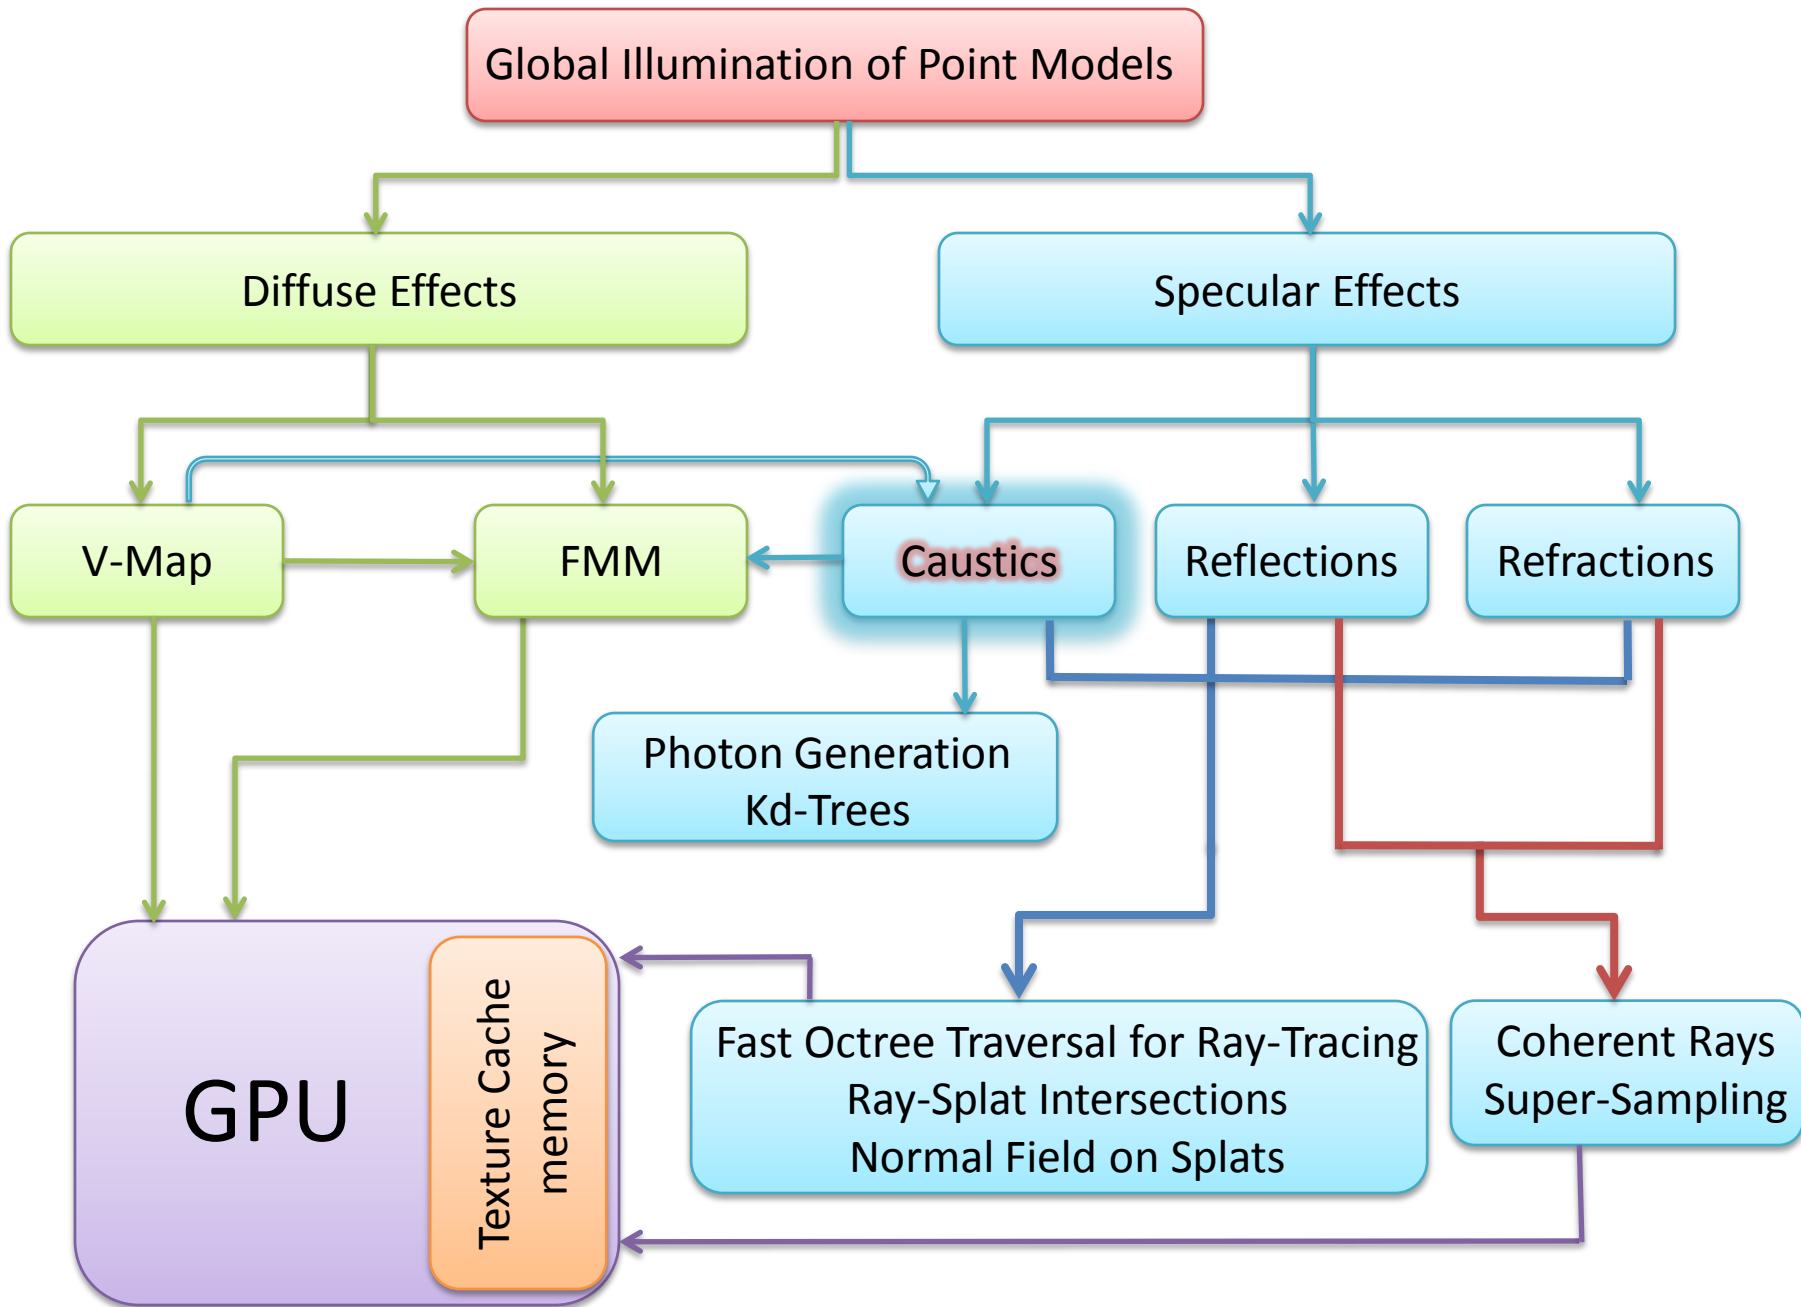 Global Illumination of Point Models
Diffuse Effects
Specular Effects
V-Map
FMM
Caustics
Reflections
Refractions
Photon Generation
Kd-Trees
GPU
Texture Cache
memory
Fast Octree Traversal for Ray-Tracing
Ray-Splat Intersections
Normal Field on Splats
Coherent Rays
Super-Sampling